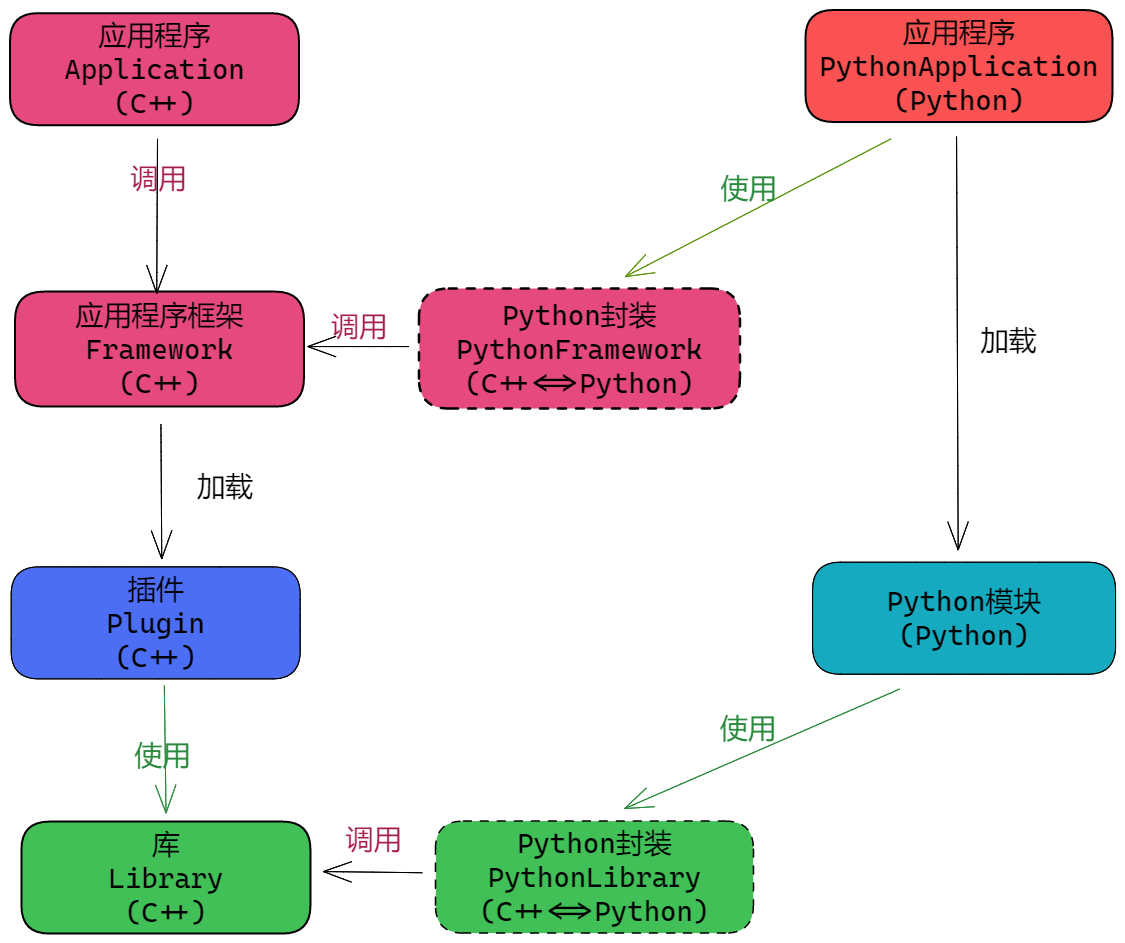 应用程序
Application
(C++)
应用程序
PythonApplication
(Python)
调用
使用
应用程序框架
Framework
(C++)
调用
Python封装
PythonFramework
(C++⇔Python)
加载
加载
插件
Plugin
(C++)
Python模块
(Python)
使用
使用
库
Library
(C++)
调用
Python封装
PythonLibrary
(C++⇔Python)